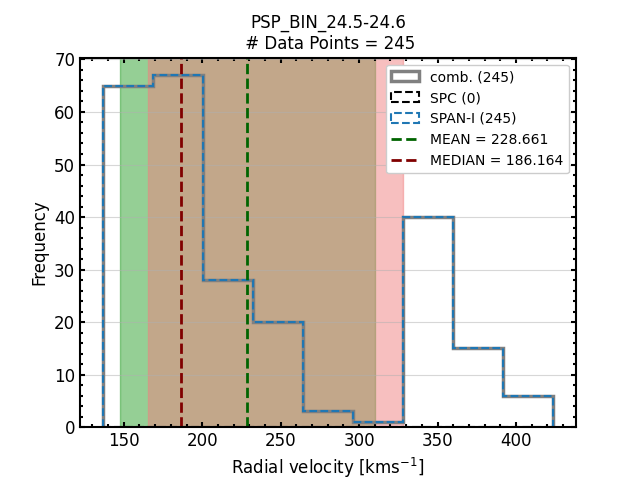 PSP_BIN_24.5-24.6
# Data Points = 245
70
60
50
40
30
20
10
0
Frequency
comb. (245)
SPC (0)
SPAN-I (245)
MEAN = 228.661
MEDIAN = 186.164
150 200 250 300 350 400
Radial velocity [kms⁻¹]